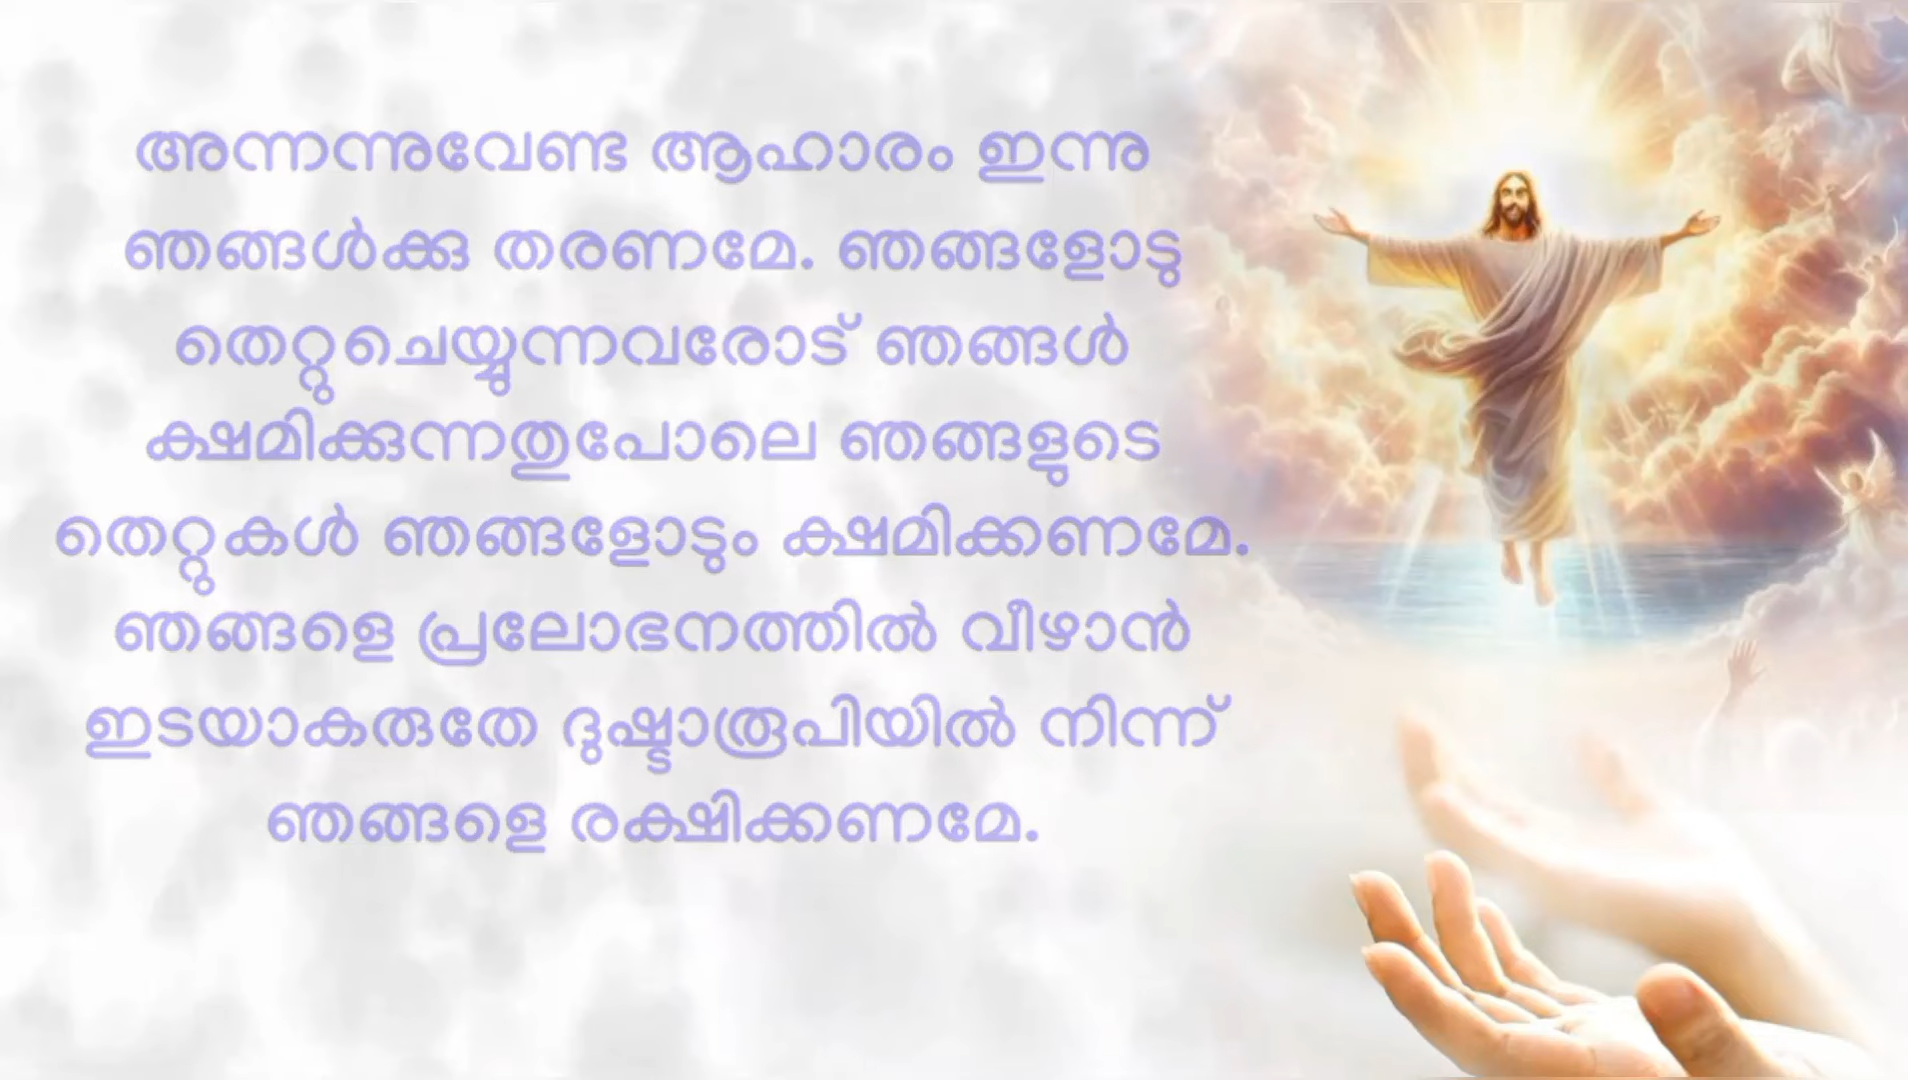 അന്നന്നുവേണ്ട ആഹാരം ഇന്നു
ഞങ്ങൾക്കു തരണമേ. ഞങ്ങളോടു
തെറ്റുചെയ്യുന്നവരോട് ഞങ്ങൾ
ക്ഷമിക്കുന്നതുപോലെ ഞങ്ങളുടെ
തെറ്റുകൾ ഞങ്ങളോടും ക്ഷമിക്കണമേ.
ഞങ്ങളെ പ്രലോഭനത്തിൽ വീഴാൻ
ഇടയാകരുതേ ദുഷ്ടാരൂപിയിൽ നിന്ന്
ഞങ്ങളെ രക്ഷിക്കണമേ.